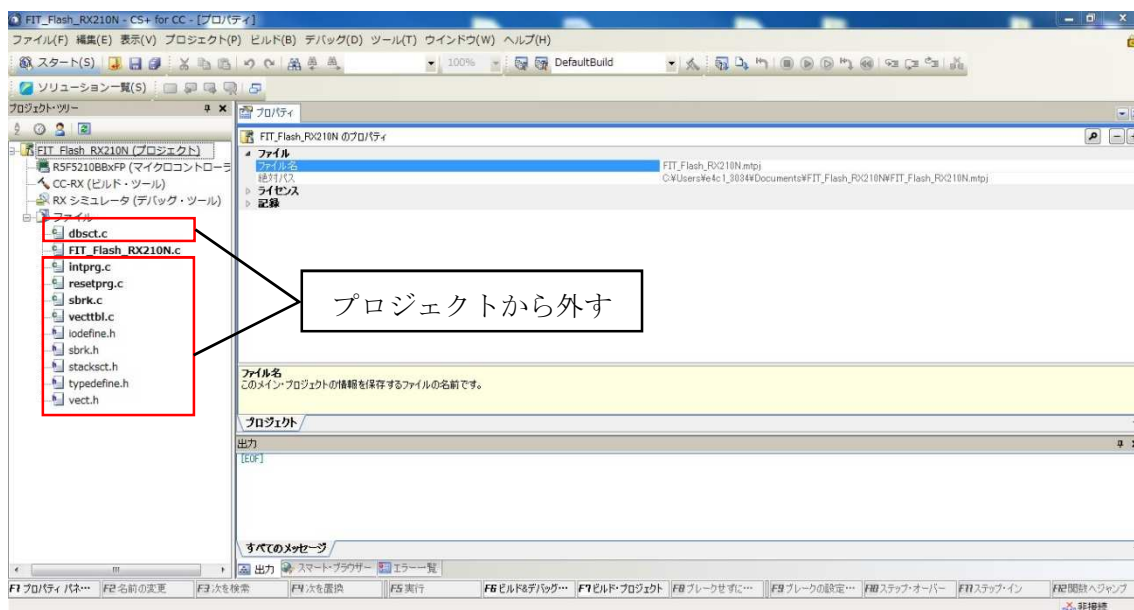 FIT_Flash_RX210N - CS+ for CC - [プロパティ]
ファイル(F) 編集(E) 表示(V) プロジェクト(P) ビルド(B) デバッグ(D) ツール(T) ウインドウ(W) ヘルプ(H)
スタート(S) 100% DefaultBuild
ソリューション一覧(S)
プロジェクト・ツリー
プロパティ
FIT_Flash_RX210N (プロジェクト)
R5F5210BBxFP (マイクロコントローラ
CC-RX (ビルド・ツール)
RX シミュレータ (デバッグ・ツール)
ファイル
dbsct.c
FIT_Flash_RX210N.c
intprg.c
resetprg.c
sbrk.c
vecttbl.c
iodefine.h
sbrk.h
stacksct.h
typedefine.h
vect.h
FIT_Flash_RX210N のプロパティ
ファイル
ファイル名 FIT_Flash_RX210N.mtpj
絶対パス C:¥Users¥e4c1_3034¥Documents¥FIT_Flash_RX210N¥FIT_Flash_RX210N.mtpj
ライセンス
記録
プロジェクトから外す
ファイル名
このメイン・プロジェクトの情報を保存するファイルの名前です。
プロジェクト
出力
[EOF]
すべてのメッセージ
出力 スマート・ブラウザー エラー一覧
F1 プロパティ パネ… F2 名前の変更 F3 次を検索 F4 次を置換 F5 実行 F6 ビルド&デバッグ… F7 ビルド・プロジェクト F8 ブレークせずに… F9 ブレークの設定… F10 ステップ・オーバー F11 ステップ・イン F12 関数へジャンプ
非接続